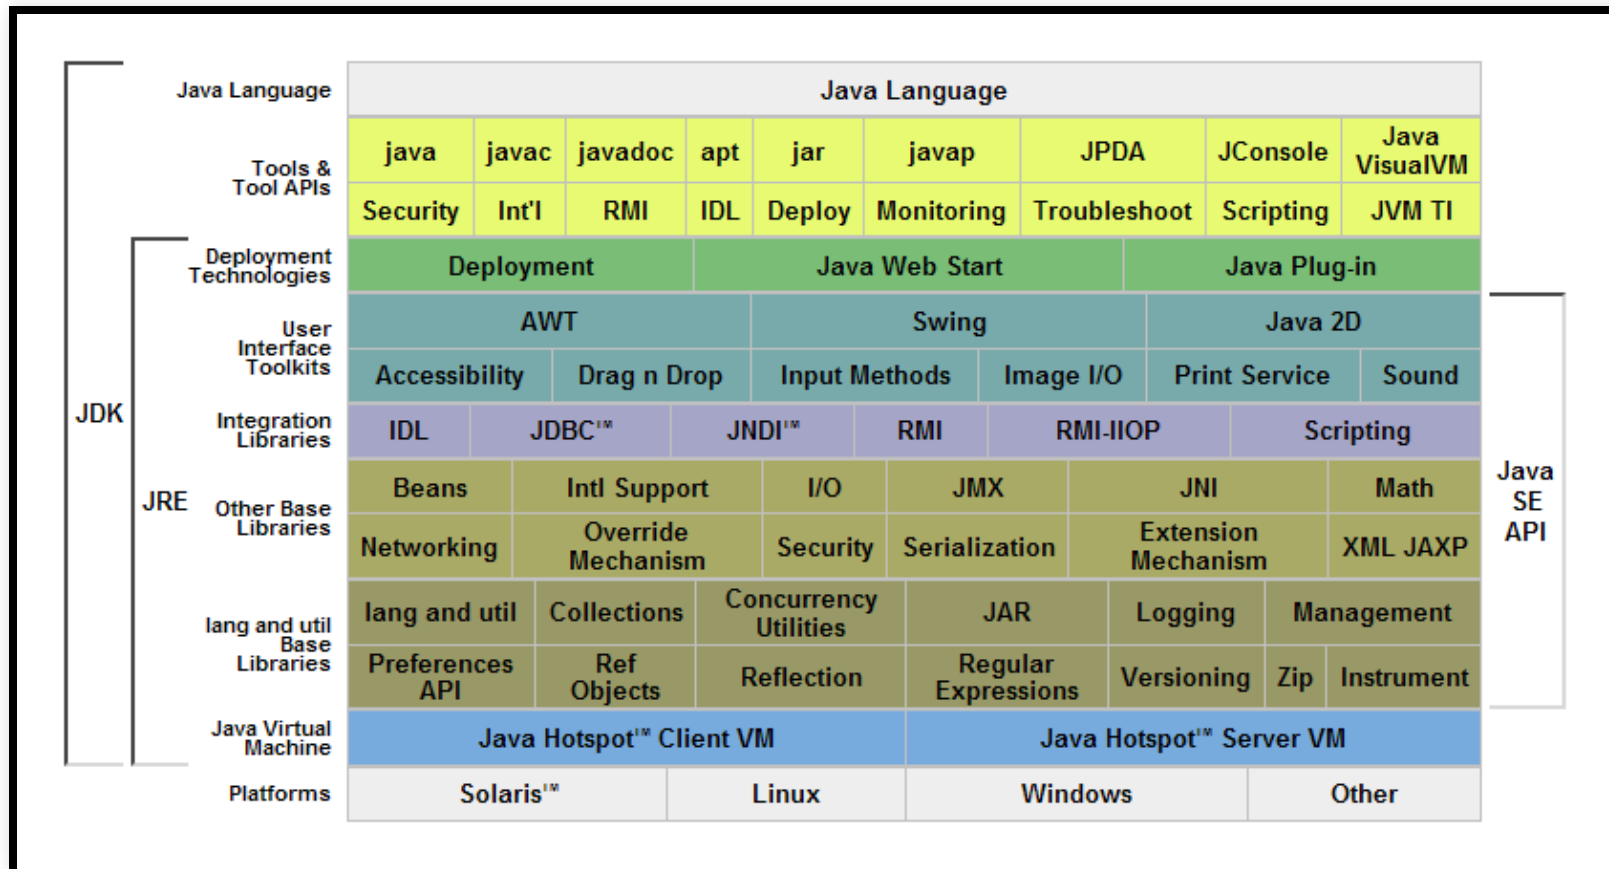 Java Language
Java Language
Tools &
Tool APIs
java javac javadoc apt jar javap JPDA JConsole Java
VisualVM
Security Int'l RMI IDL Deploy Monitoring Troubleshoot Scripting JVM TI
Deployment
Technologies
Deployment Java Web Start Java Plug-in
User
Interface
Toolkits
AWT Swing Java 2D
Accessibility Drag n Drop Input Methods Image I/O Print Service Sound
Integration
Libraries
IDL JDBC™ JNDI™ RMI RMI-IIOP Scripting
Other Base
Libraries
Beans Intl Support I/O JMX JNI Math
Networking Override
Mechanism Security Serialization Extension
Mechanism XML JAXP
lang and util
Base
Libraries
lang and util Collections Concurrency
Utilities JAR Logging Management
Preferences
API Ref
Objects Reflection Regular
Expressions Versioning Zip Instrument
Java Virtual
Machine
Java Hotspot™ Client VM Java Hotspot™ Server VM
Platforms
Solaris™ Linux Windows Other
JDK
JRE
Java
SE
API